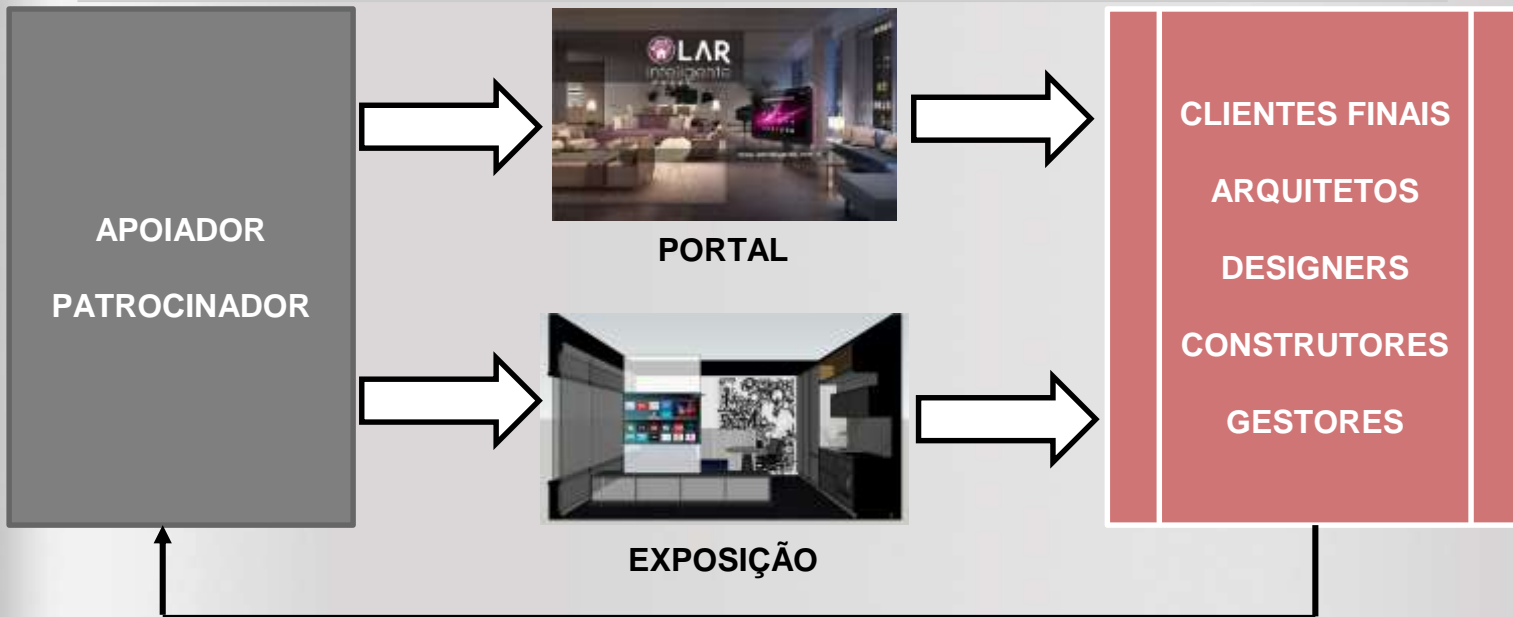 APOIADOR
PATROCINADOR
LAR
inteligente
PORTAL
EXPOSIÇÃO
CLIENTES FINAIS
ARQUITETOS
DESIGNERS
CONSTRUTORES
GESTORES